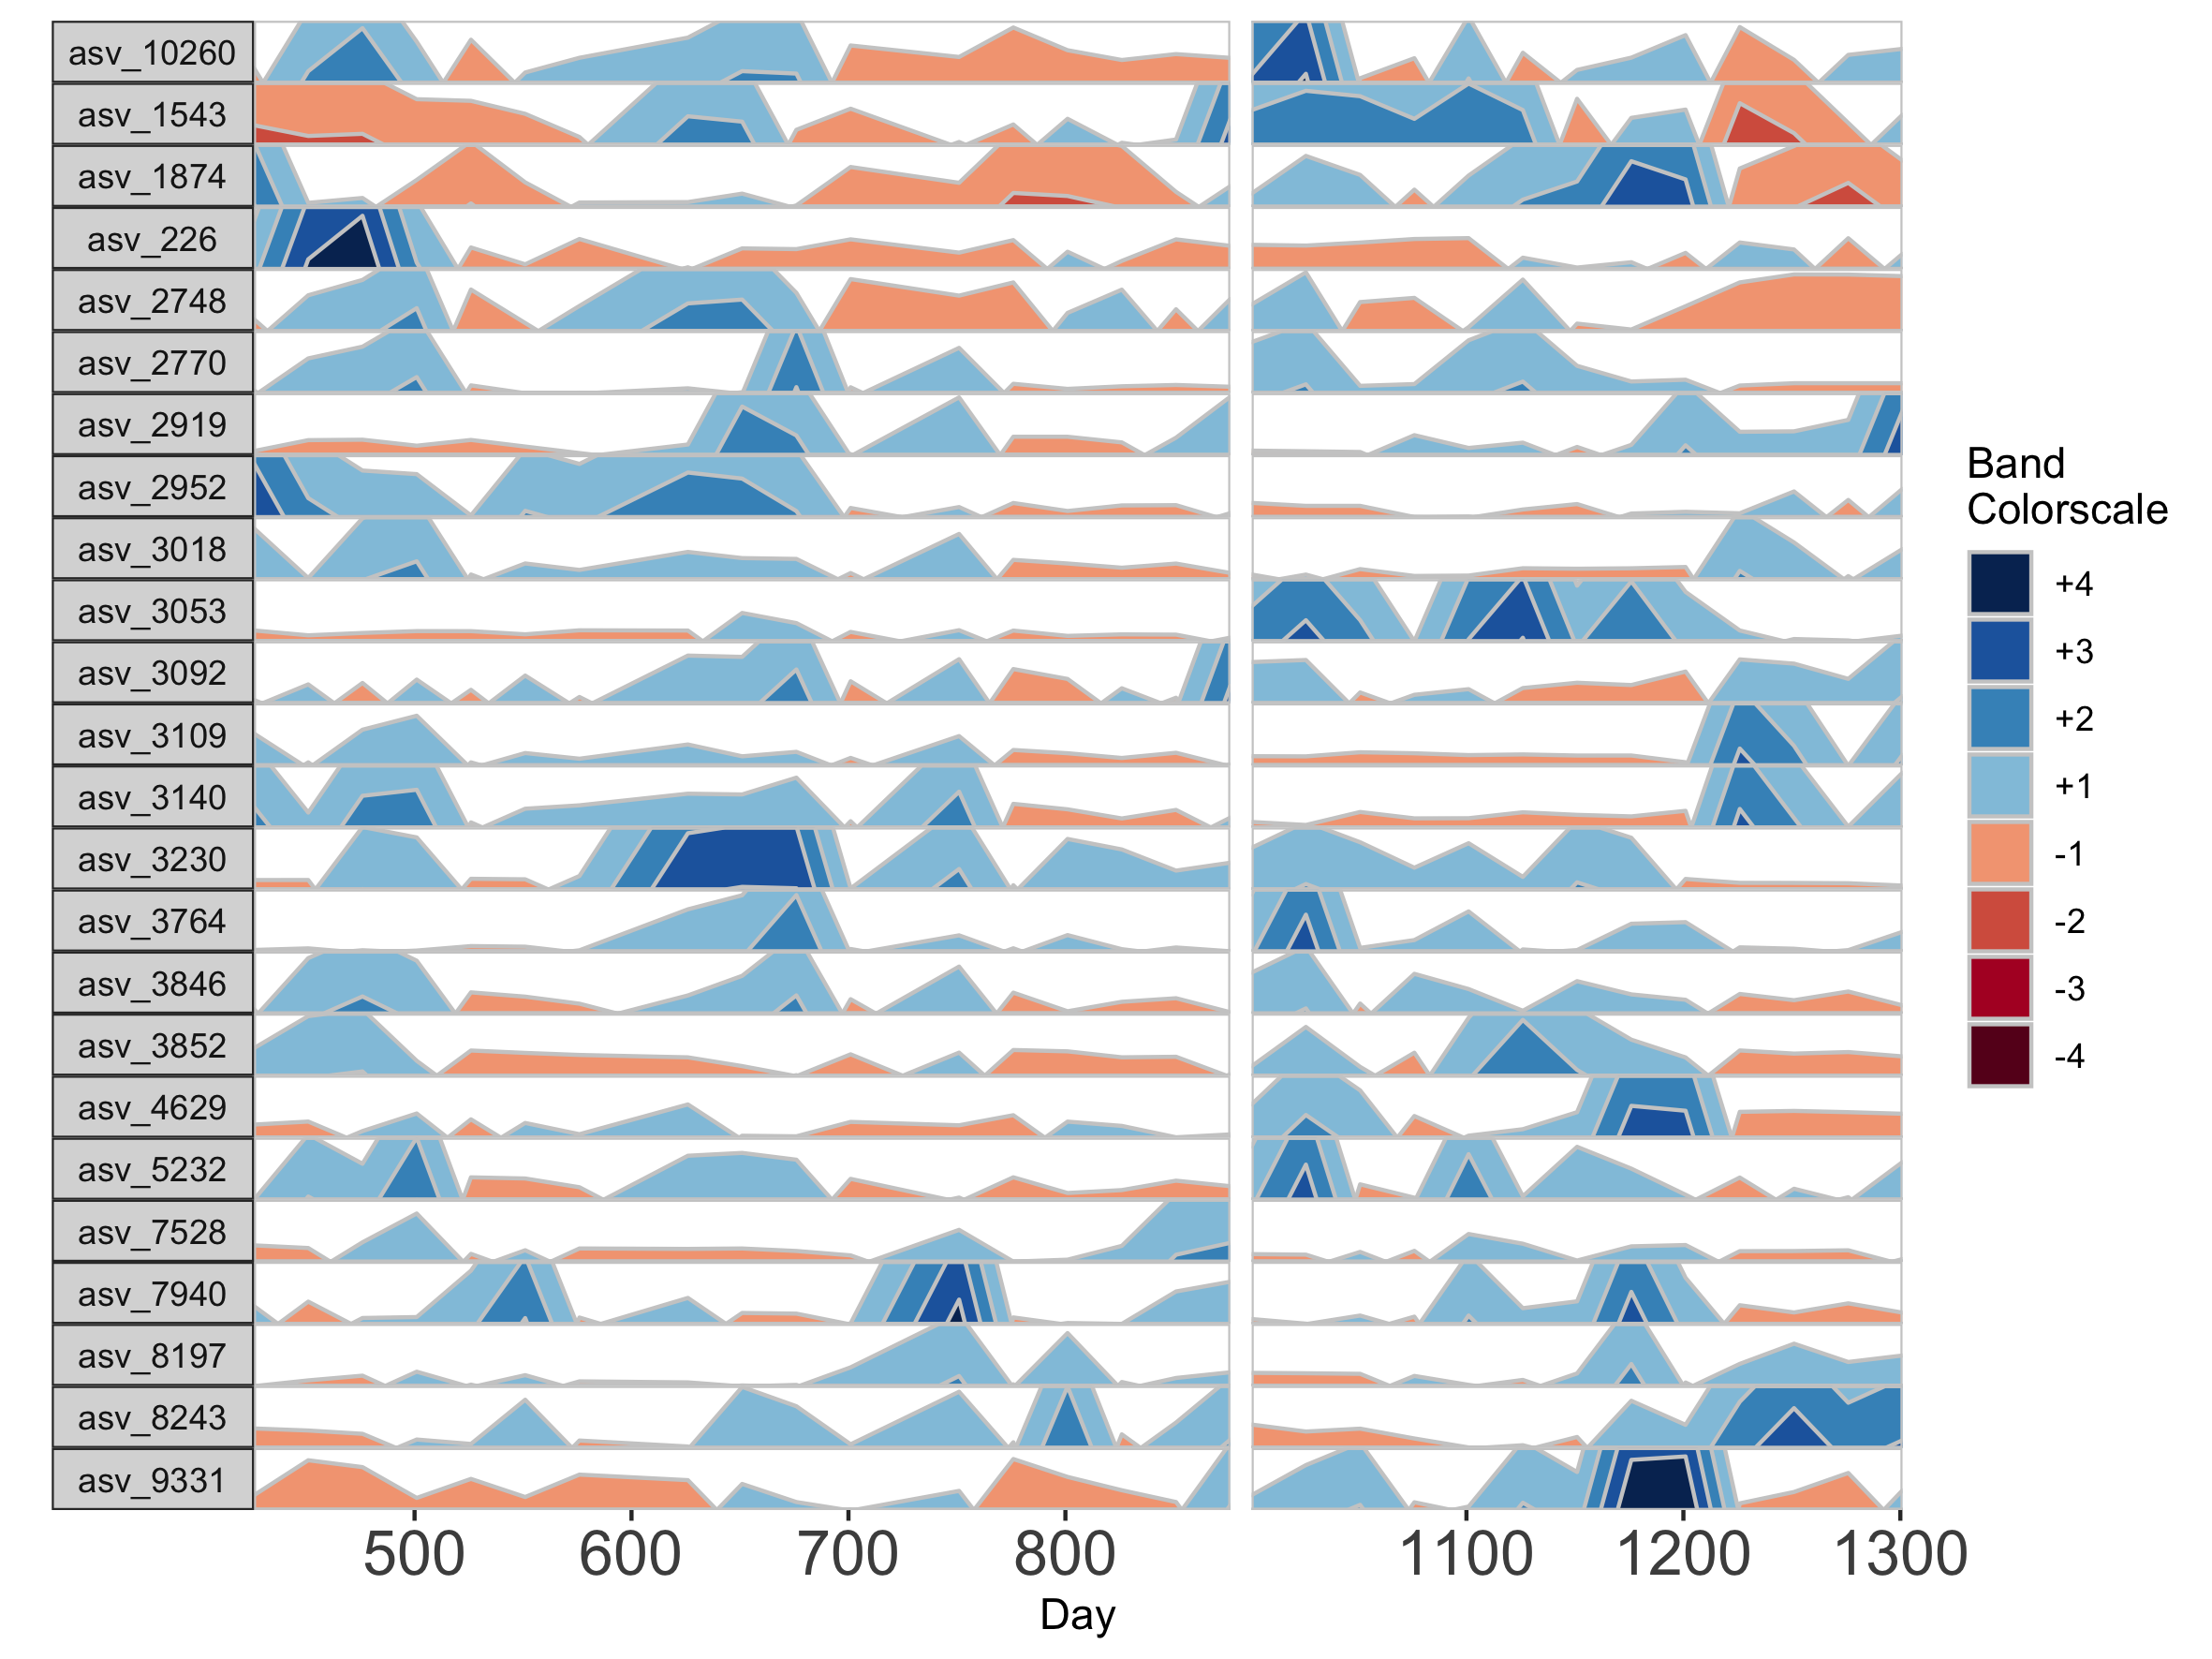 asv_10260
asv_1543
asv_1874
asv_226
asv_2748
asv_2770
asv_2919
asv_2952
asv_3018
asv_3053
asv_3092
asv_3109
asv_3140
asv_3230
asv_3764
asv_3846
asv_3852
asv_4629
asv_5232
asv_7528
asv_7940
asv_8197
asv_8243
asv_9331
500 600 700 800 1100 1200 1300
Day
Band
Colorscale
+4
+3
+2
+1
-1
-2
-3
-4